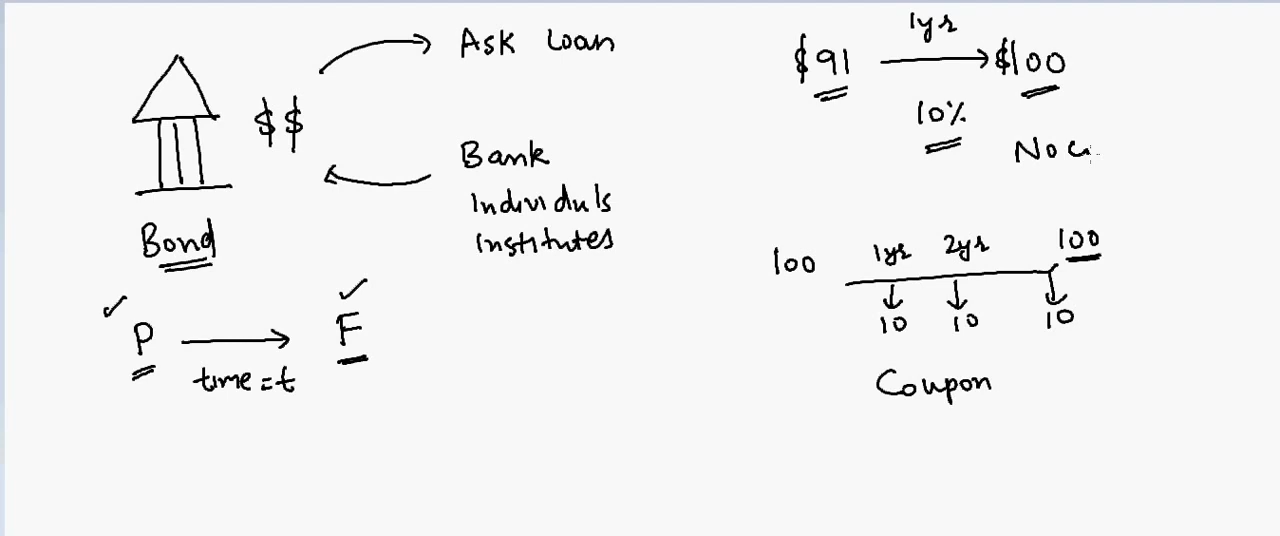 Ask Loan
$$
Bank
Individuls
Institutes
Bond
P
time = t
F
$91
1yr
$100
10%
No
100
1yr
2yr
100
10
10
10
Coupon